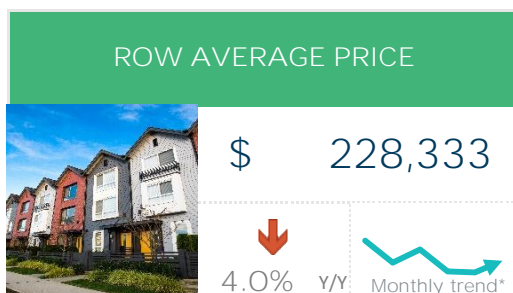 ROW AVERAGE PRICE
$ 228,333
4.0% Y/Y
Monthly trend*